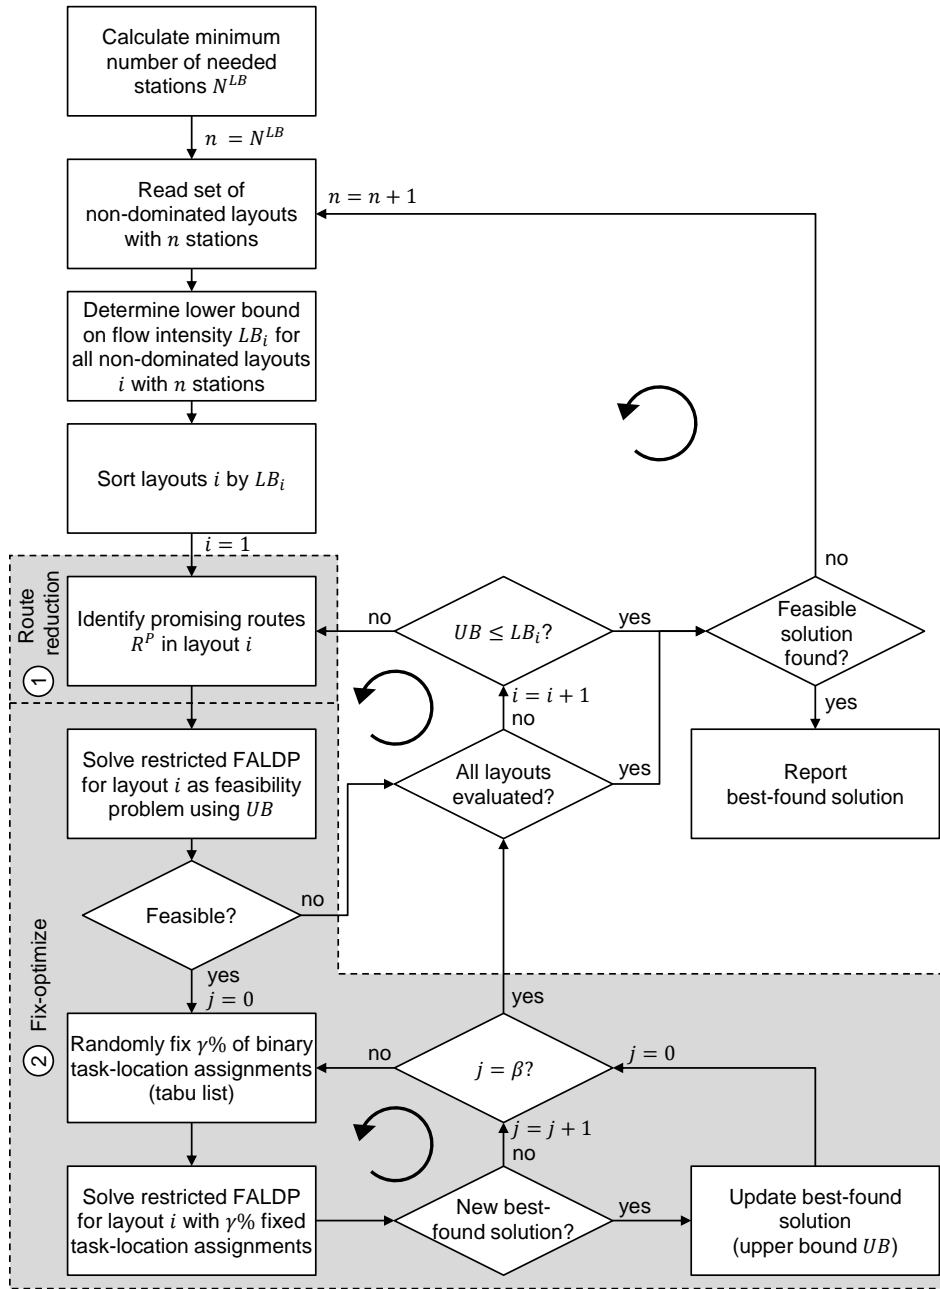 Calculate minimum
number of needed
stations N^{LB}
n = N^{LB}
Read set of
non-dominated layouts
with n stations
n = n + 1
Determine lower bound
on flow intensity LB_i for
all non-dominated layouts
i with n stations
Sort layouts i by LB_i
i = 1
Route
reduction
1
Identify promising routes
R^P in layout i
no
UB ≤ LB_i?
yes
no
Feasible
solution
found?
yes
i = i + 1
no
Solve restricted FALDP
for layout i as feasibility
problem using UB
All layouts
evaluated?
yes
Report
best-found solution
Feasible?
no
yes
j = 0
Fix-optimize
2
Randomly fix γ% of binary
task-location assignments
(tabu list)
no
yes
j = β?
j = 0
j = j + 1
no
Solve restricted FALDP
for layout i with γ% fixed
task-location assignments
New best-
found solution?
yes
Update best-found
solution
(upper bound UB)